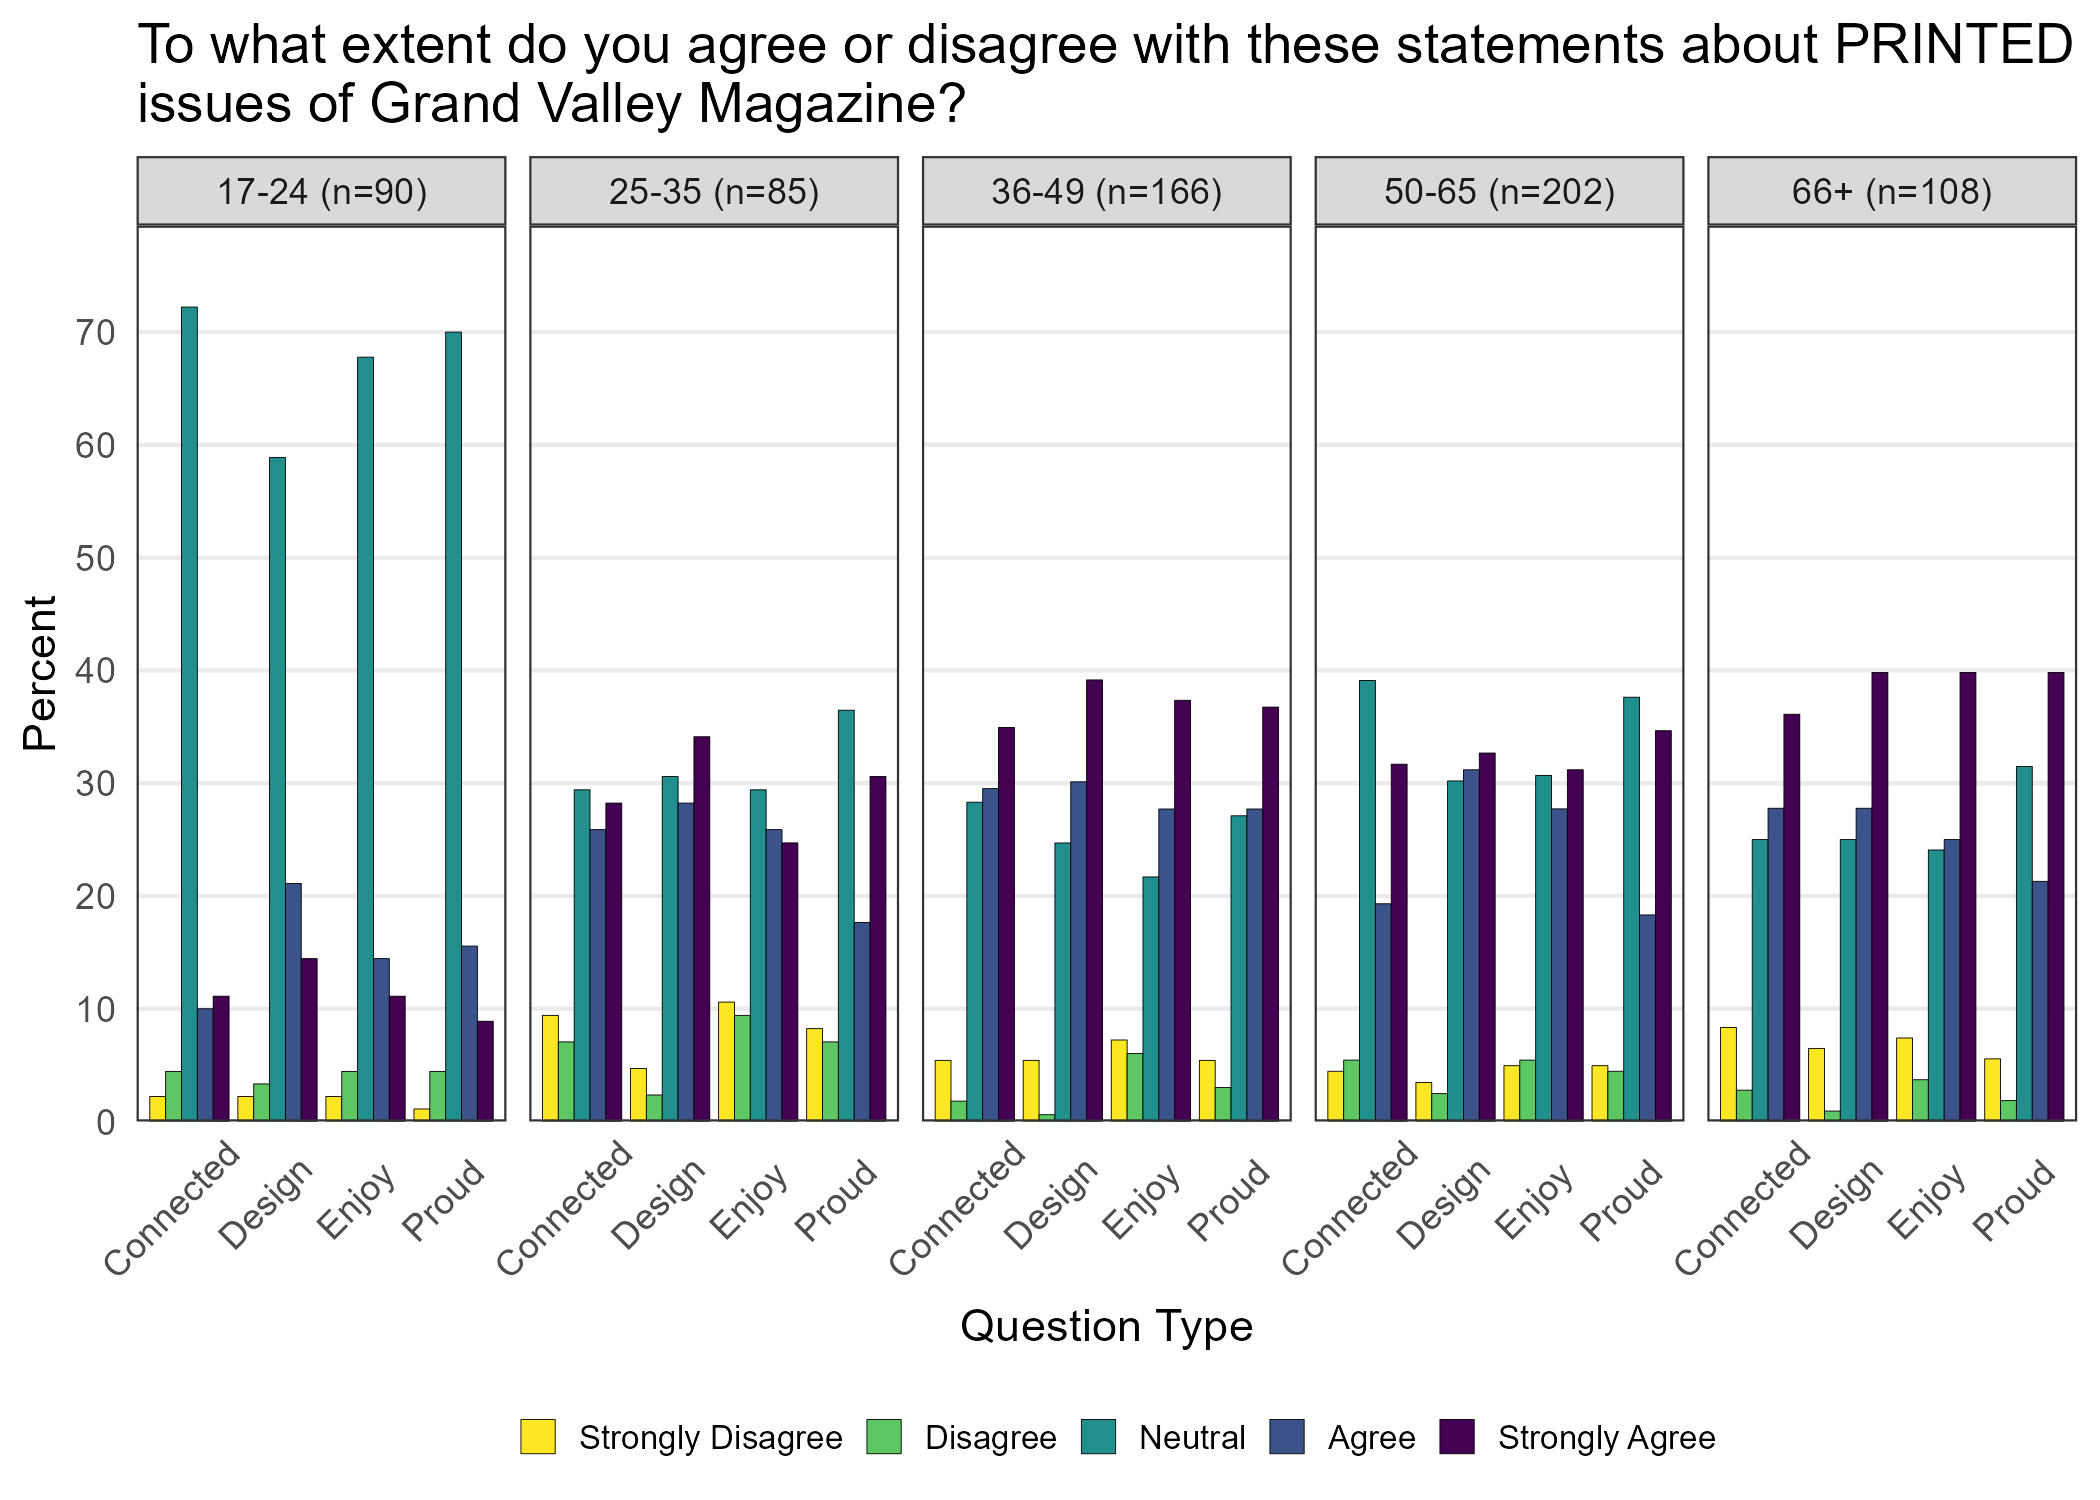 To what extent do you agree or disagree with these statements about PRINTED
issues of Grand Valley Magazine?
17-24 (n=90)
25-35 (n=85)
36-49 (n=166)
50-65 (n=202)
66+ (n=108)
Percent
70
60
50
40
30
20
10
0
Connected
Design
Enjoy
Proud
Connected
Design
Enjoy
Proud
Connected
Design
Enjoy
Proud
Connected
Design
Enjoy
Proud
Connected
Design
Enjoy
Proud
Question Type
Strongly Disagree
Disagree
Neutral
Agree
Strongly Agree